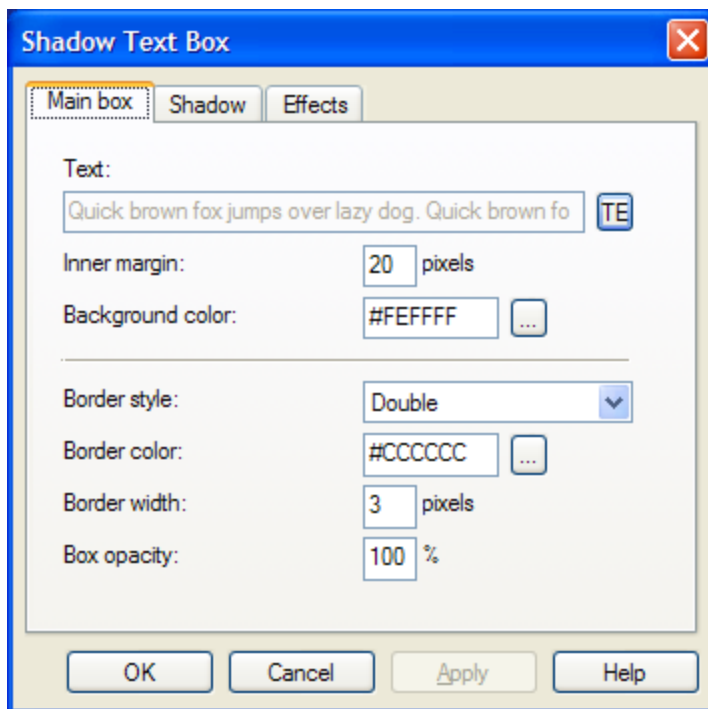 Shadow Text Box
Main box Shadow Effects
Text:
Quick brown fox jumps over lazy dog. Quick brown fo TE
Inner margin: 20 pixels
Background color: #FEFFFF ...
Border style: Double
Border color: #CCCCCC ...
Border width: 3 pixels
Box opacity: 100 %
OK Cancel Apply Help